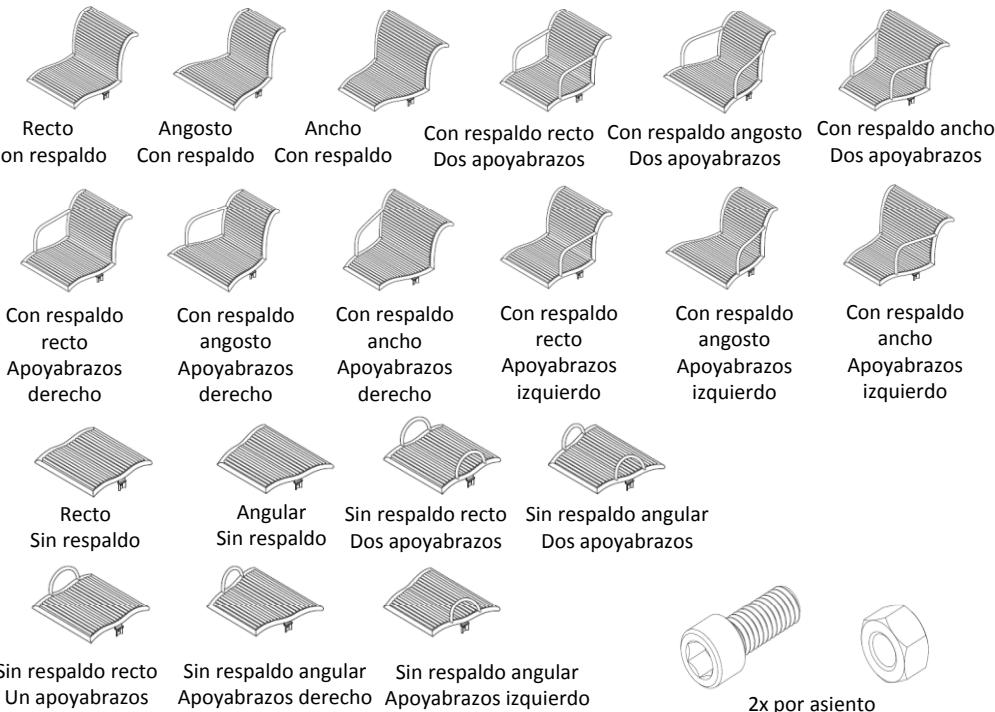 Recto
on respaldo
Angosto
Con respaldo
Ancho
Con respaldo
Con respaldo recto
Dos apoyabrazos
Con respaldo angosto
Dos apoyabrazos
Con respaldo ancho
Dos apoyabrazos
Con respaldo
recto
Apoyabrazos
derecho
Con respaldo
angosto
Apoyabrazos
derecho
Con respaldo
ancho
Apoyabrazos
derecho
Con respaldo
recto
Apoyabrazos
izquierdo
Con respaldo
angosto
Apoyabrazos
izquierdo
Con respaldo
ancho
Apoyabrazos
izquierdo
Recto
Sin respaldo
Angular
Sin respaldo
Sin respaldo recto
Dos apoyabrazos
Sin respaldo angular
Dos apoyabrazos
Sin respaldo recto
Un apoyabrazos
Sin respaldo angular
Apoyabrazos derecho
Sin respaldo angular
Apoyabrazos izquierdo
2x por asiento